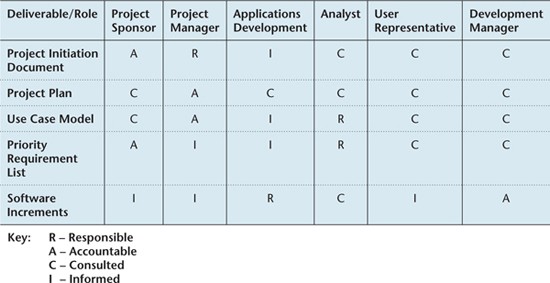 Deliverable/Role Project Sponsor Project Manager Applications Development Analyst User Representative Development Manager
Project Initiation Document A R I C C C
Project Plan C A C C C C
Use Case Model C A I R C C
Priority Requirement List A I I R C C
Software Increments I I R C I A
Key: R – Responsible
A – Accountable
C – Consulted
I – Informed